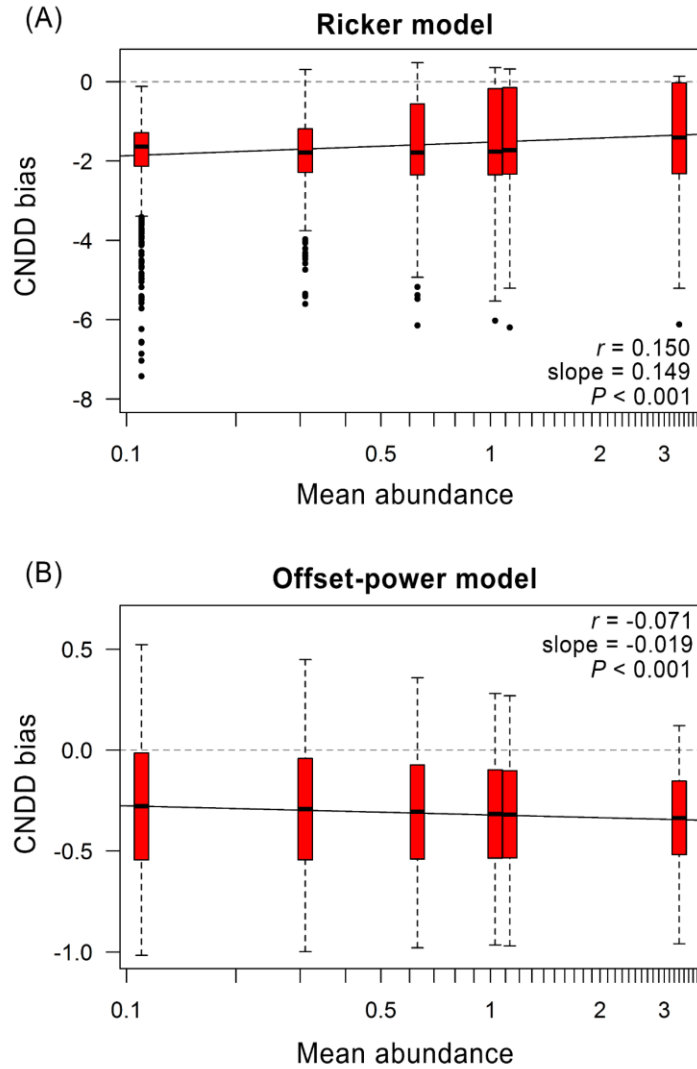 (A)
Ricker model
CNDD bias
0
-2
-4
-6
-8
r = 0.150
slope = 0.149
P < 0.001
0.1 0.5 1 2 3
Mean abundance
(B)
Offset-power model
CNDD bias
r = -0.071
slope = -0.019
P < 0.001
0.5
0.0
-0.5
-1.0
0.1 0.5 1 2 3
Mean abundance